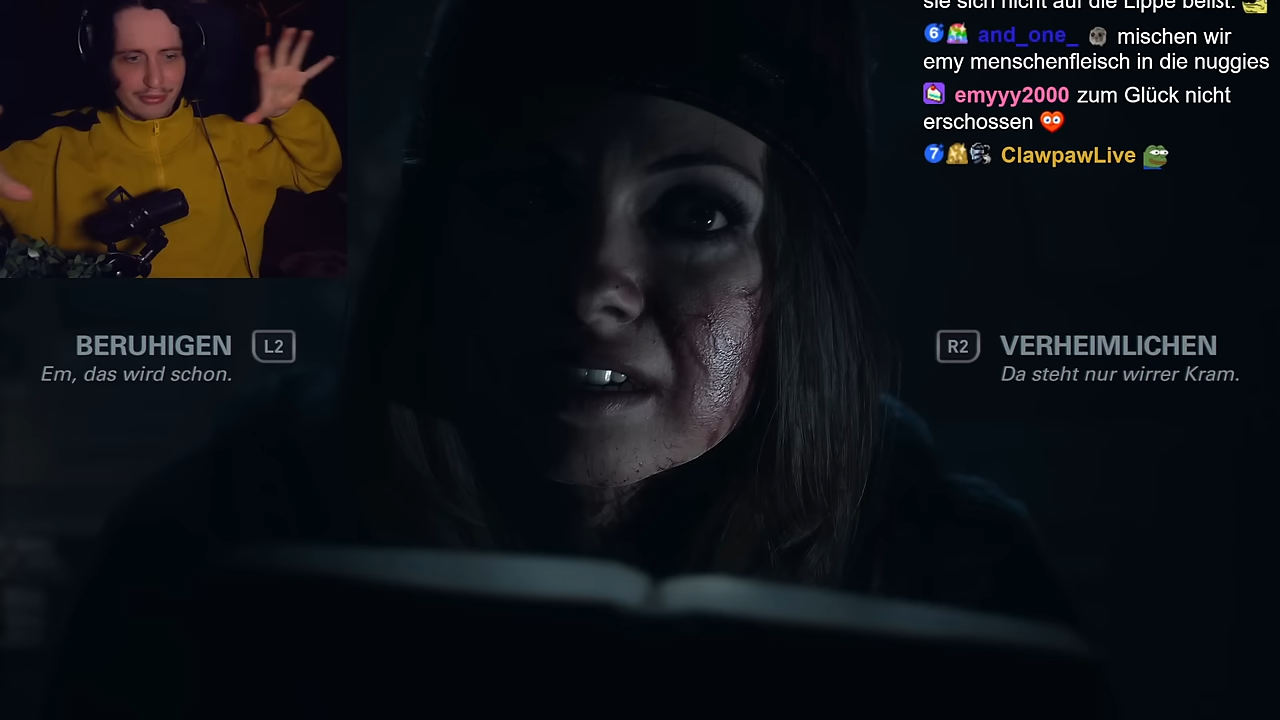 sie sich nicht auf die Lippe beißt.
and_one_ mischen wir
emy menschenfleisch in die nuggies
emyyy2000 zum Glück nicht
erschossen
ClawpawLive
BERUHIGEN L2
Em, das wird schon.
R2 VERHEIMLICHEN
Da steht nur wirrer Kram.